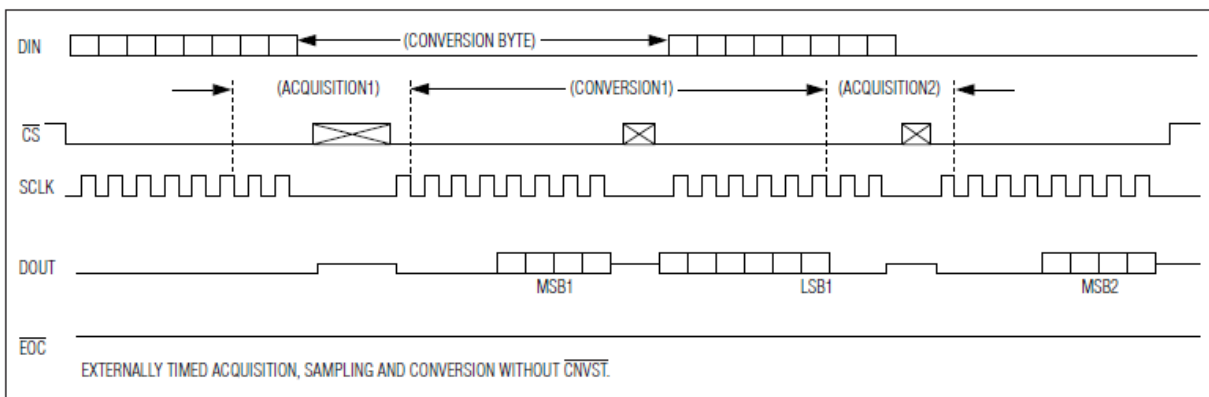 DIN
(CONVERSION BYTE)
(ACQUISITION1)
(CONVERSION1)
(ACQUISITION2)
CS
SCLK
DOUT
MSB1
LSB1
MSB2
EOC
EXTERNALLY TIMED ACQUISITION, SAMPLING AND CONVERSION WITHOUT CNVST.